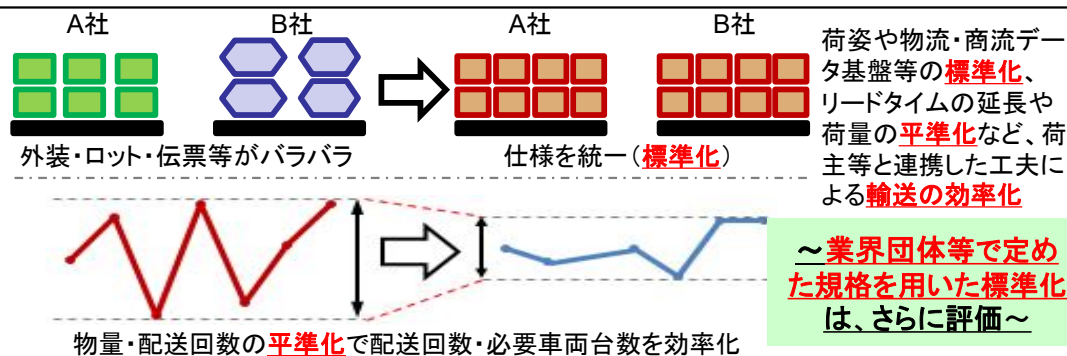 A社
B社
A社
B社
外装・ロット・伝票等がバラバラ
仕様を統一(標準化)
荷姿や物流・商流デー
タ基盤等の標準化、
リードタイムの延長や
荷量の平準化など、荷
主等と連携した工夫に
よる輸送の効率化
~業界団体等で定め
た規格を用いた標準化
は、さらに評価~
物量・配送回数の平準化で配送回数・必要車両台数を効率化